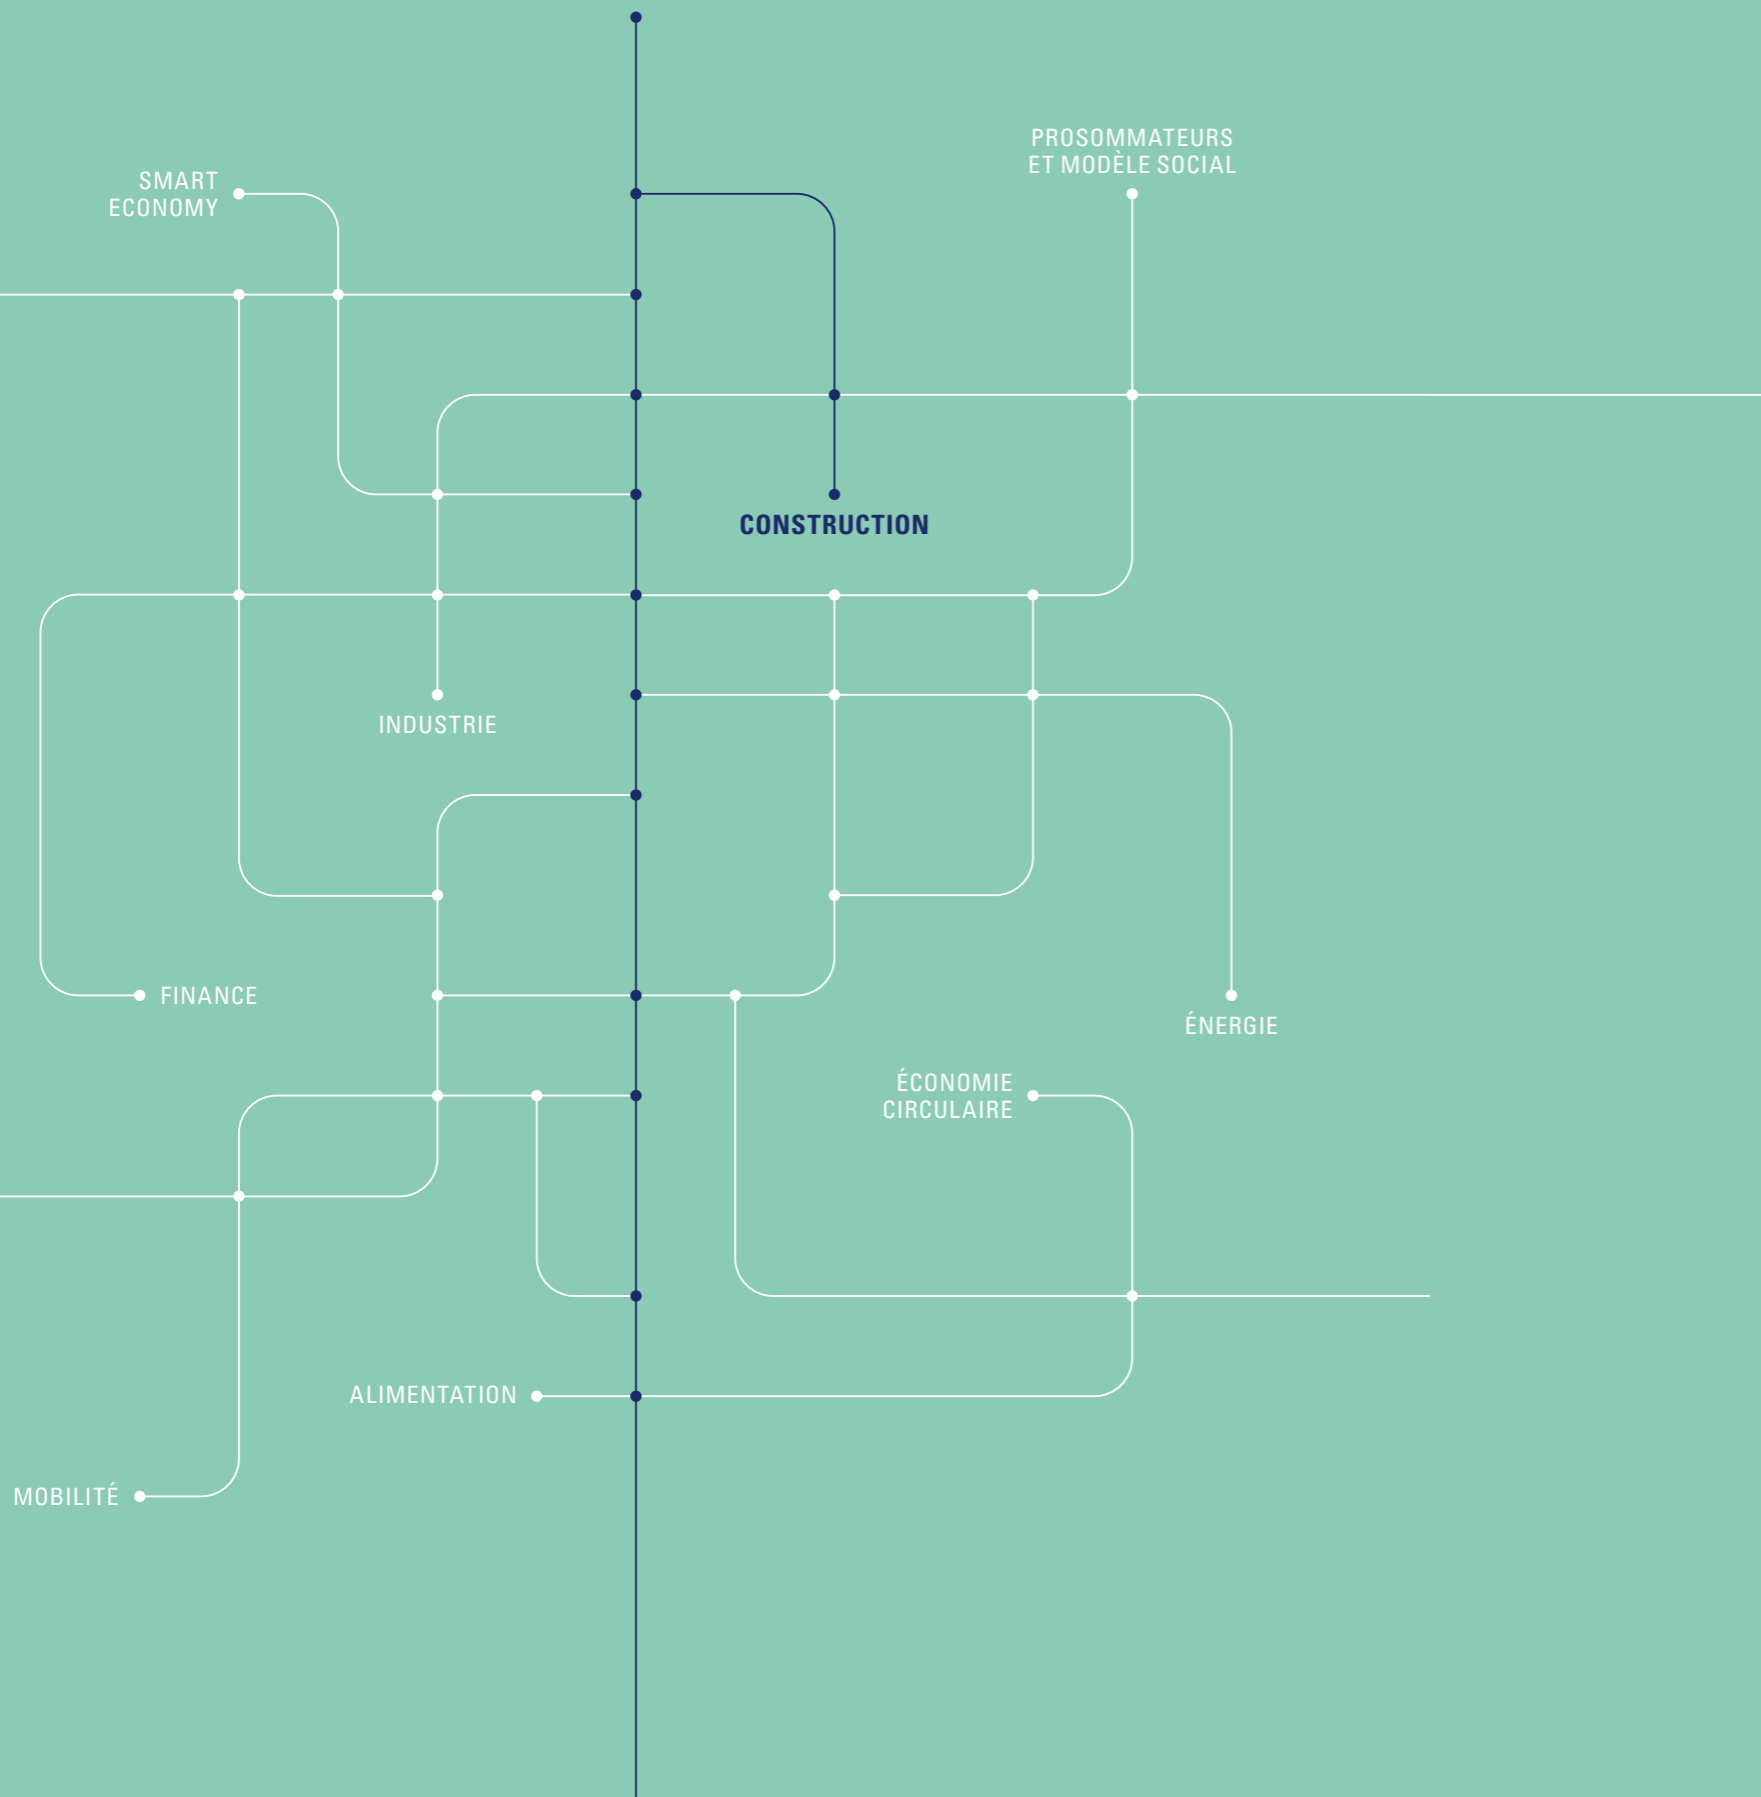 PROSOMMATEURS
ET MODÈLE SOCIAL
SMART
ECONOMY
CONSTRUCTION
INDUSTRIE
FINANCE
ÉNERGIE
ÉCONOMIE
CIRCULAIRE
ALIMENTATION
MOBILITÉ